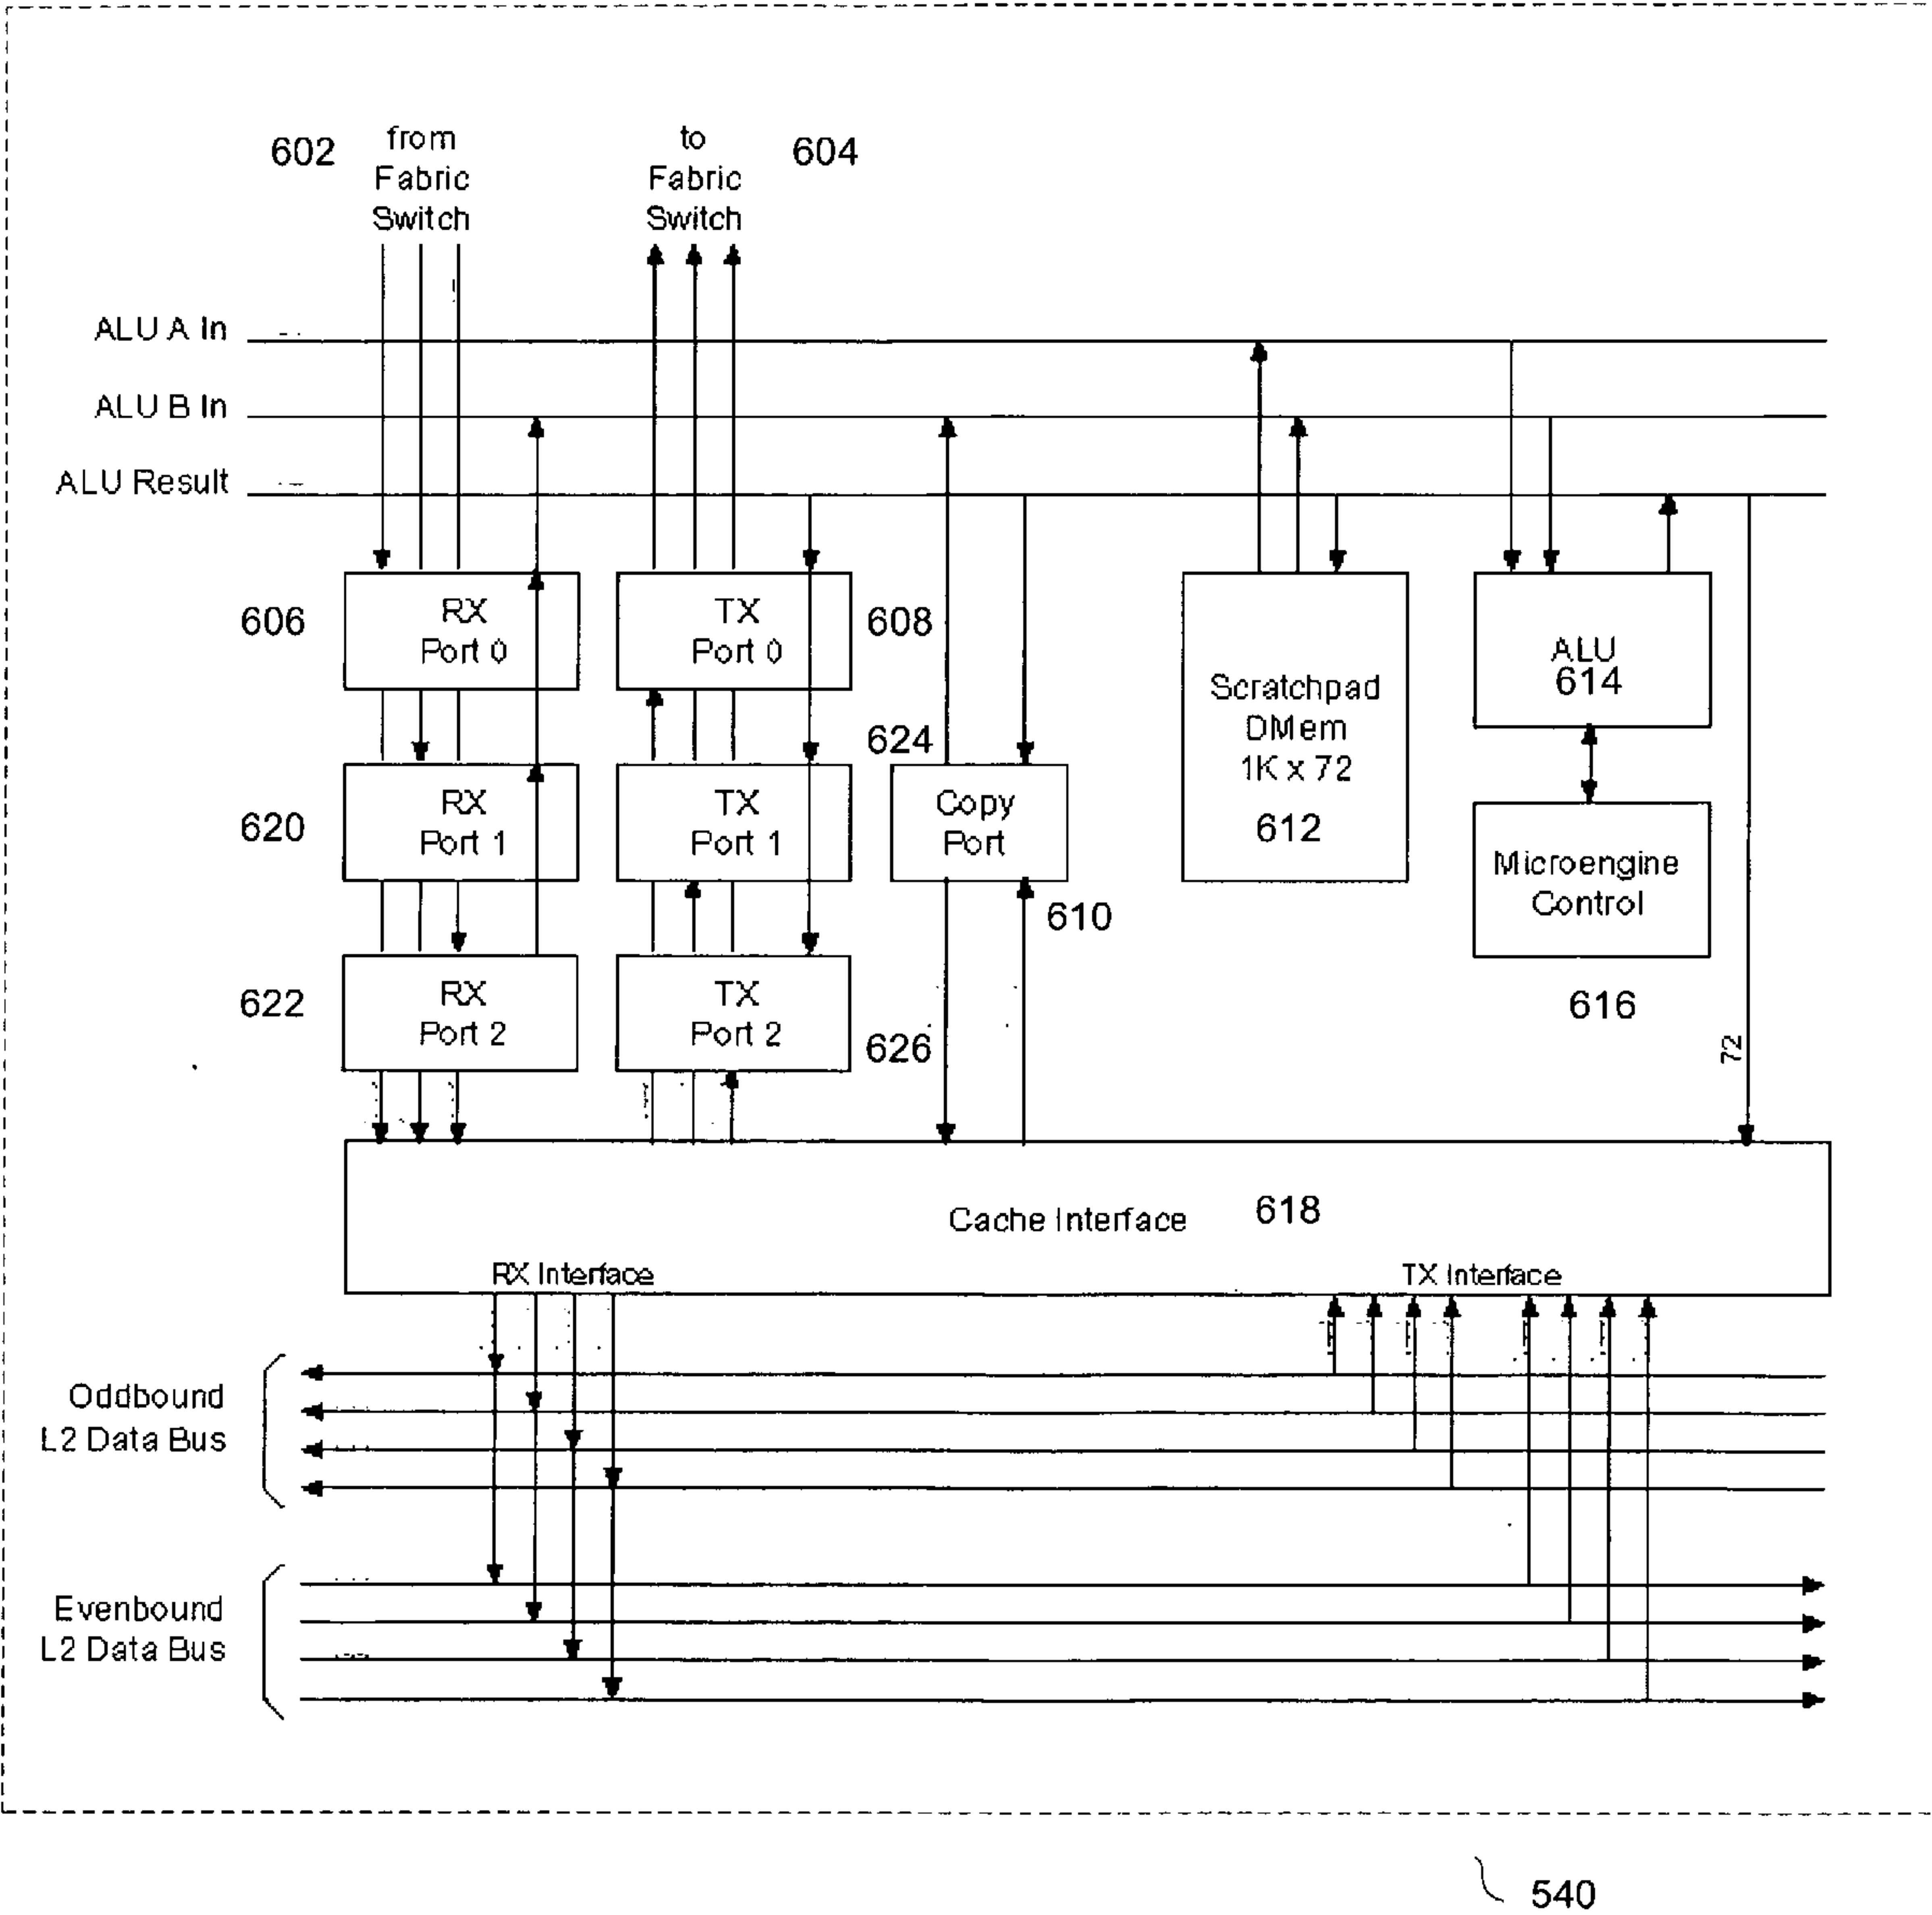 602
from
Fabric
Switch
to
Fabric
Switch
604
ALU A In
ALU B In
ALU Result
606
RX
Port 0
TX
Port 0
608
620
RX
Port 1
TX
Port 1
624
Copy
Port
610
Scratchpad
DMem
1K x 72
612
ALU
614
Microengine
Control
616
622
RX
Port 2
TX
Port 2
626
72
Cache Interface
618
RX Interface
TX Interface
Oddbound
L2 Data Bus
Evenbound
L2 Data Bus
540